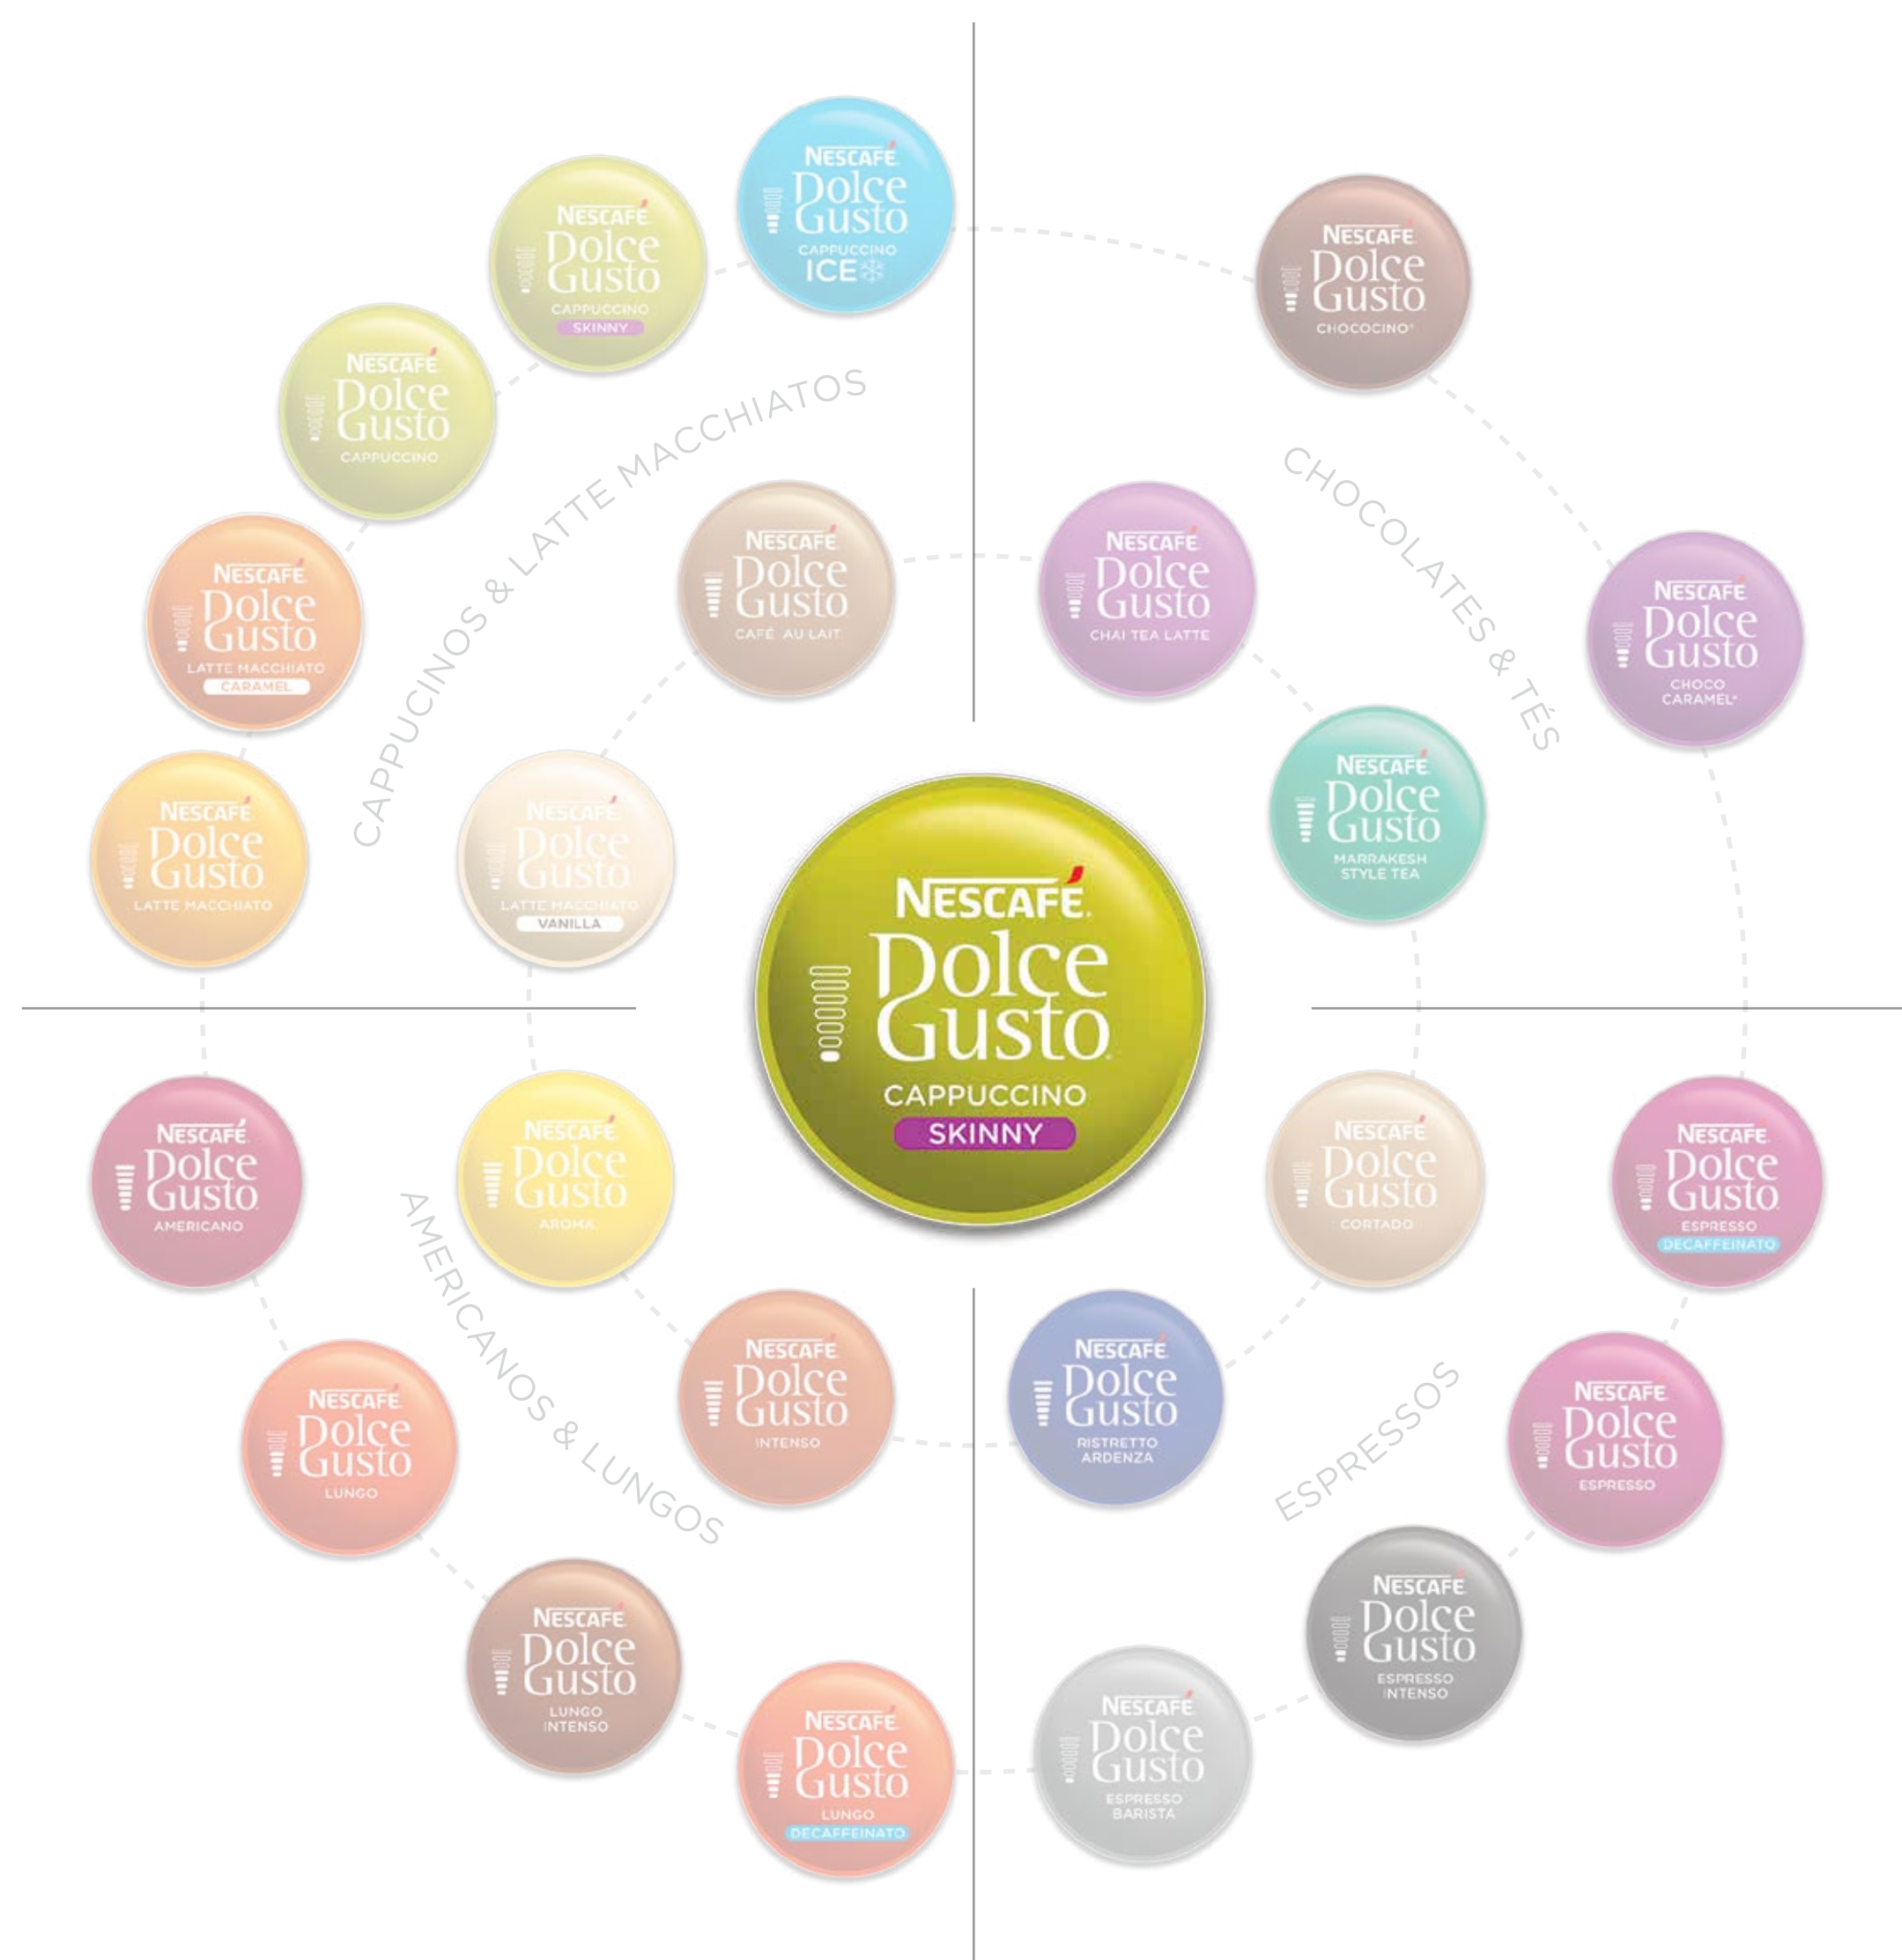 NESCAFÉ
Dolce
Gusto
CAPPUCCINO
ICE
NESCAFÉ
Dolce
Gusto
CAPPUCCINO
SKINNY
NESCAFÉ
Dolce
Gusto
CAPPUCCINO
NESCAFÉ
Dolce
Gusto
LATTE MACCHIATO
CARAMEL
NESCAFÉ
Dolce
Gusto
LATTE MACCHIATO
CAPPUCINOS & LATTE MACCHIATOS
NESCAFÉ
Dolce
Gusto
CAFÉ AU LAIT
NESCAFÉ
Dolce
Gusto
LATTE MACCHIATO
VANILLA
NESCAFÉ
Dolce
Gusto
CHOCOCINO*
CHOCOLATES & TÉS
NESCAFÉ
Dolce
Gusto
CHAI TEA LATTE
NESCAFÉ
Dolce
Gusto
CHOCO
CARAMEL*
NESCAFÉ
Dolce
Gusto
MARRAKESH
STYLE TEA
NESCAFÉ.
Dolce
Gusto
CAPPUCCINO
SKINNY
NESCAFÉ
Dolce
Gusto
AMERICANO
NESCAFÉ
Dolce
Gusto
AROMA
AMERICANOS & LUNGOS
NESCAFÉ
Dolce
Gusto
LUNGO
NESCAFÉ
Dolce
Gusto
INTENSO
NESCAFÉ
Dolce
Gusto
LUNGO
INTENSO
NESCAFÉ
Dolce
Gusto
LUNGO
DECAFFEINATO
NESCAFÉ
Dolce
Gusto
CORTADO
NESCAFÉ
Dolce
Gusto
ESPRESSO
DECAFFEINATO
NESCAFÉ
Dolce
Gusto
RISTRETTO
ARDENZA
ESPRESSOS
NESCAFÉ
Dolce
Gusto
ESPRESSO
NESCAFÉ
Dolce
Gusto
ESPRESSO
INTENSO
NESCAFÉ
Dolce
Gusto
ESPRESSO
BARISTA